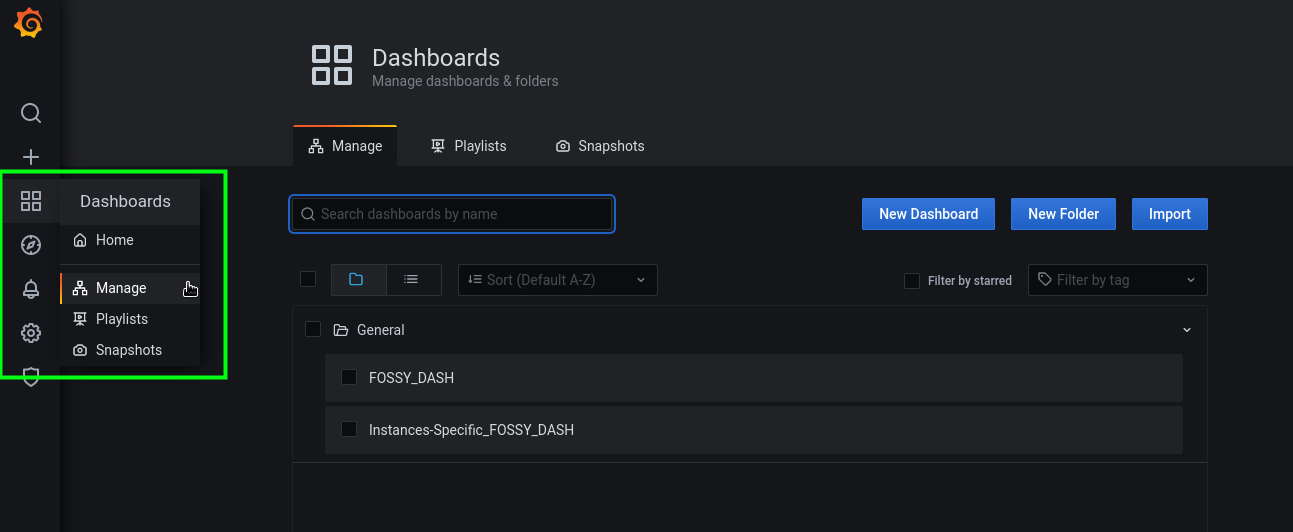 Dashboards
Manage dashboards & folders
Manage Playlists Snapshots
Dashboards
Home
Manage
Playlists
Snapshots
Search dashboards by name
New Dashboard New Folder Import
Sort (Default A-Z) Filter by starred Filter by tag
General
FOSSY_DASH
Instances-Specific_FOSSY_DASH